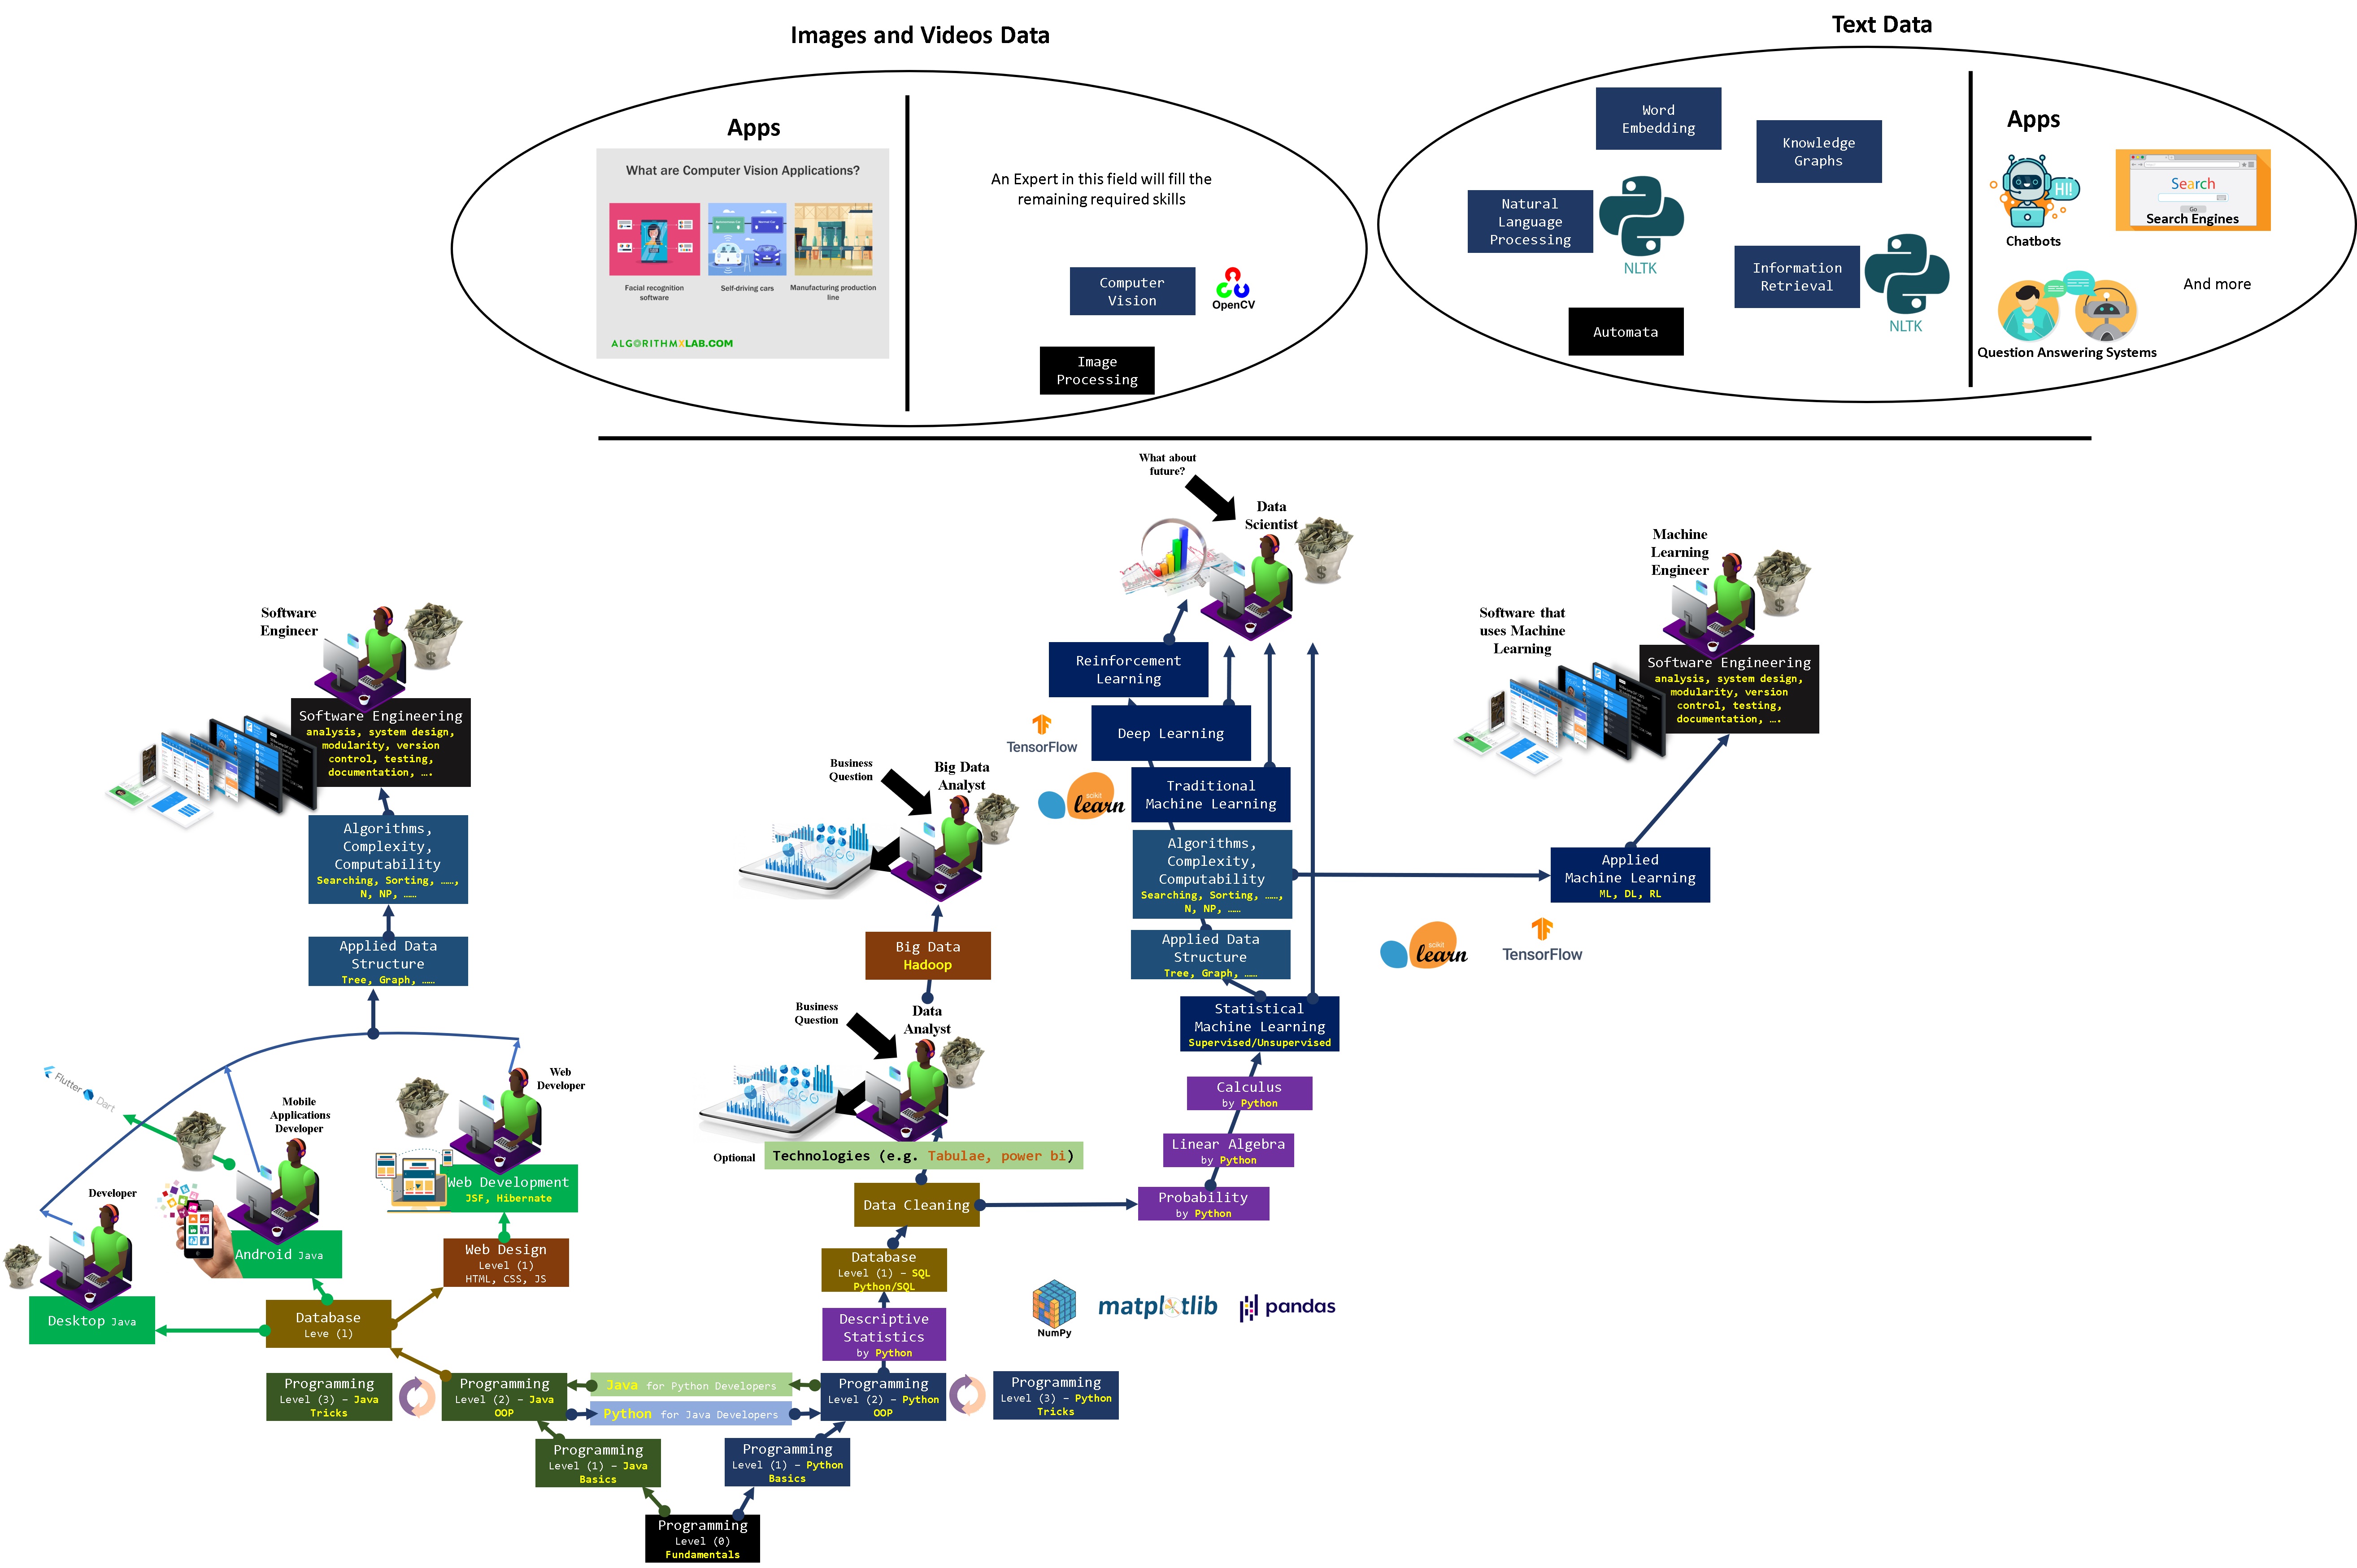 Images and Videos Data
Apps
What are Computer Vision Applications?
Facial recognition
software
Self-driving cars
Manufacturing production
line
ALGORITHMXLAB.COM
An Expert in this field will fill the
remaining required skills
Computer
Vision
OpenCV
Image
Processing
Text Data
Word
Embedding
Knowledge
Graphs
Natural
Language
Processing
NLTK
Information
Retrieval
NLTK
Automata
Apps
HI!
Chatbots
Search
Go
Search Engines
Question Answering Systems
And more
What about
future?
Data
Scientist
Reinforcement
Learning
Deep Learning
TensorFlow
Traditional
Machine Learning
scikit
learn
Algorithms,
Complexity,
Computability
Searching, Sorting, ……,
N, NP, ……
Applied Data
Structure
Tree, Graph, ……
Statistical
Machine Learning
Supervised/Unsupervised
Calculus
by Python
Linear Algebra
by Python
Probability
by Python
Machine
Learning
Engineer
Software that
uses Machine
Learning
Software Engineering
analysis, system design,
modularity, version
control, testing,
documentation, ….
Applied
Machine Learning
ML, DL, RL
scikit
learn
TensorFlow
Software
Engineer
Software Engineering
analysis, system design,
modularity, version
control, testing,
documentation, ….
Algorithms,
Complexity,
Computability
Searching, Sorting, ……,
N, NP, ……
Applied Data
Structure
Tree, Graph, ……
Business
Question
Big Data
Analyst
Big Data
Hadoop
Business
Question
Data
Analyst
Optional
Technologies (e.g. Tabulae, power bi)
Data Cleaning
Database
Level (1) – SQL
Python/SQL
Descriptive
Statistics
by Python
NumPy
matplotlib
pandas
Flutter
Dart
Mobile
Applications
Developer
Web
Developer
Developer
Web Development
JSF, Hibernate
Android Java
Web Design
Level (1)
HTML, CSS, JS
Desktop Java
Database
Leve (1)
Programming
Level (3) – Java
Tricks
Programming
Level (2) – Java
OOP
Java for Python Developers
Python for Java Developers
Programming
Level (2) – Python
OOP
Programming
Level (3) – Python
Tricks
Programming
Level (1) – Java
Basics
Programming
Level (1) – Python
Basics
Programming
Level (0)
Fundamentals